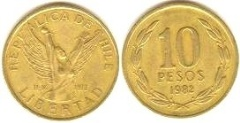 REPUBLICA DE CHILE
LIBERTAD
10
PESOS
1982